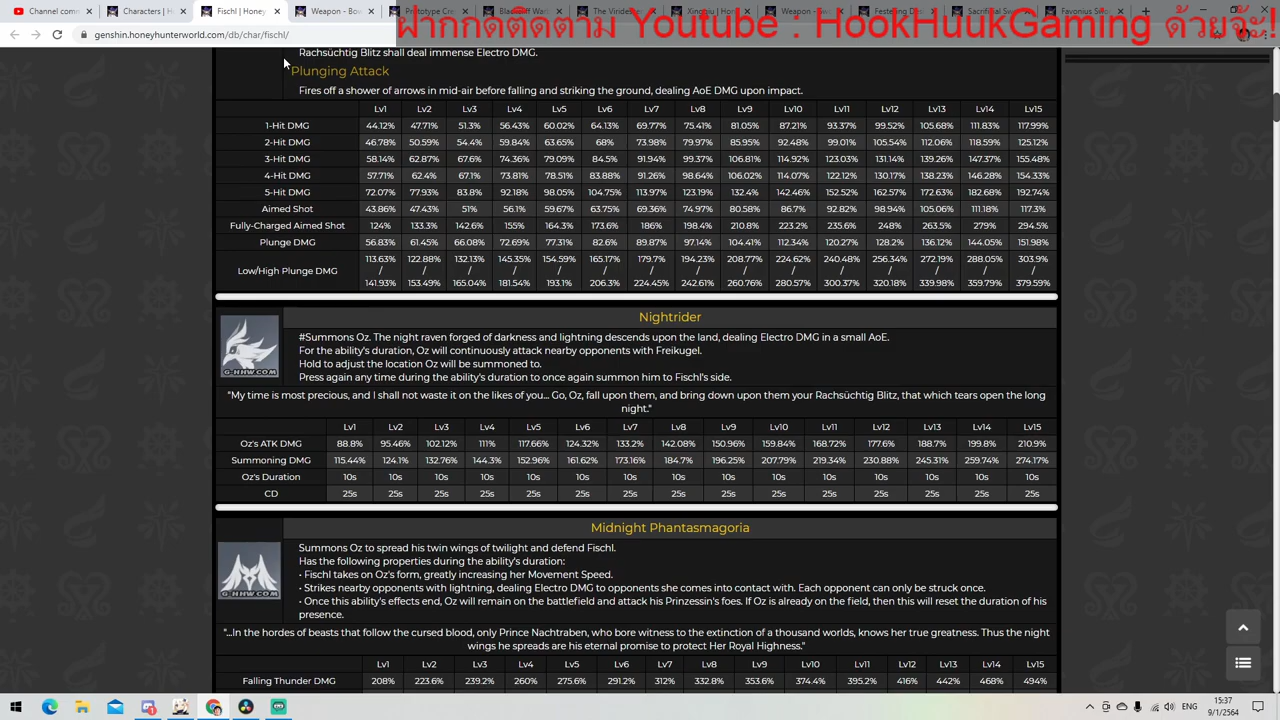 Channel comm
Characters | H
Fischl | Honey
Weapon - Bow
Prototype Cresc
Blackcliff Warb
The Viridescent
Xingqiu | Hon
Weapon - Sw
Festering Des
Sacrificial Sw
Favonius Swo
ฝากกดติดตาม Youtube : HookHuukGaming ด้วยจ้ะ!
genshin.honeyhunterworld.com/db/char/fischl/
Rachsüchtig Blitz shall deal immense Electro DMG.
Plunging Attack
Fires off a shower of arrows in mid-air before falling and striking the ground, dealing AoE DMG upon impact.
Lv1 Lv2 Lv3 Lv4 Lv5 Lv6 Lv7 Lv8 Lv9 Lv10 Lv11 Lv12 Lv13 Lv14 Lv15
1-Hit DMG 44.12% 47.71% 51.3% 56.43% 60.02% 64.13% 69.77% 75.41% 81.05% 87.21% 93.37% 99.52% 105.68% 111.83% 117.99%
2-Hit DMG 46.78% 50.59% 54.4% 59.84% 63.65% 68% 73.98% 79.97% 85.95% 92.48% 99.01% 105.54% 112.06% 118.59% 125.12%
3-Hit DMG 58.14% 62.87% 67.6% 74.36% 79.09% 84.5% 91.94% 99.37% 106.81% 114.92% 123.03% 131.14% 139.26% 147.37% 155.48%
4-Hit DMG 57.71% 62.4% 67.1% 73.81% 78.51% 83.88% 91.26% 98.64% 106.02% 114.07% 122.12% 130.17% 138.23% 146.28% 154.33%
5-Hit DMG 72.07% 77.93% 83.8% 92.18% 98.05% 104.75% 113.97% 123.19% 132.4% 142.46% 152.52% 162.57% 172.63% 182.68% 192.74%
Aimed Shot 43.86% 47.43% 51% 56.1% 59.67% 63.75% 69.36% 74.97% 80.58% 86.7% 92.82% 98.94% 105.06% 111.18% 117.3%
Fully-Charged Aimed Shot 124% 133.3% 142.6% 155% 164.3% 173.6% 186% 198.4% 210.8% 223.2% 235.6% 248% 263.5% 279% 294.5%
Plunge DMG 56.83% 61.45% 66.08% 72.69% 77.31% 82.6% 89.87% 97.14% 104.41% 112.34% 120.27% 128.2% 136.12% 144.05% 151.98%
113.63% 122.88% 132.13% 145.35% 154.59% 165.17% 179.7% 194.23% 208.77% 224.62% 240.48% 256.34% 272.19% 288.05% 303.9%
Low/High Plunge DMG / / / / / / / / / / / / / / /
141.93% 153.49% 165.04% 181.54% 193.1% 206.3% 224.45% 242.61% 260.76% 280.57% 300.37% 320.18% 339.98% 359.79% 379.59%
Nightrider
#Summons Oz. The night raven forged of darkness and lightning descends upon the land, dealing Electro DMG in a small AoE.
For the ability's duration, Oz will continuously attack nearby opponents with Freikugel.
Hold to adjust the location Oz will be summoned to.
Press again any time during the ability's duration to once again summon him to Fischl's side.
G-HHW.COM
"My time is most precious, and I shall not waste it on the likes of you... Go, Oz, fall upon them, and bring down upon them your Rachsüchtig Blitz, that which tears open the long
night."
Lv1 Lv2 Lv3 Lv4 Lv5 Lv6 Lv7 Lv8 Lv9 Lv10 Lv11 Lv12 Lv13 Lv14 Lv15
Oz's ATK DMG 88.8% 95.46% 102.12% 111% 117.66% 124.32% 133.2% 142.08% 150.96% 159.84% 168.72% 177.6% 188.7% 199.8% 210.9%
Summoning DMG 115.44% 124.1% 132.76% 144.3% 152.96% 161.62% 173.16% 184.7% 196.25% 207.79% 219.34% 230.88% 245.31% 259.74% 274.17%
Oz's Duration 10s 10s 10s 10s 10s 10s 10s 10s 10s 10s 10s 10s 10s 10s 10s
CD 25s 25s 25s 25s 25s 25s 25s 25s 25s 25s 25s 25s 25s 25s 25s
Midnight Phantasmagoria
Summons Oz to spread his twin wings of twilight and defend Fischl.
Has the following properties during the ability's duration:
• Fischl takes on Oz's form, greatly increasing her Movement Speed.
• Strikes nearby opponents with lightning, dealing Electro DMG to opponents she comes into contact with. Each opponent can only be struck once.
• Once this ability's effects end, Oz will remain on the battlefield and attack his Prinzessin's foes. If Oz is already on the field, then this will reset the duration of his
presence.
G-HHW.COM
"...In the hordes of beasts that follow the cursed blood, only Prince Nachtraben, who bore witness to the extinction of a thousand worlds, knows her true greatness. Thus the night
wings he spreads are his eternal promise to protect Her Royal Highness."
Lv1 Lv2 Lv3 Lv4 Lv5 Lv6 Lv7 Lv8 Lv9 Lv10 Lv11 Lv12 Lv13 Lv14 Lv15
Falling Thunder DMG 208% 223.6% 239.2% 260% 275.6% 291.2% 312% 332.8% 353.6% 374.4% 395.2% 416% 442% 468% 494%
ENG
15:37
9/1/2564